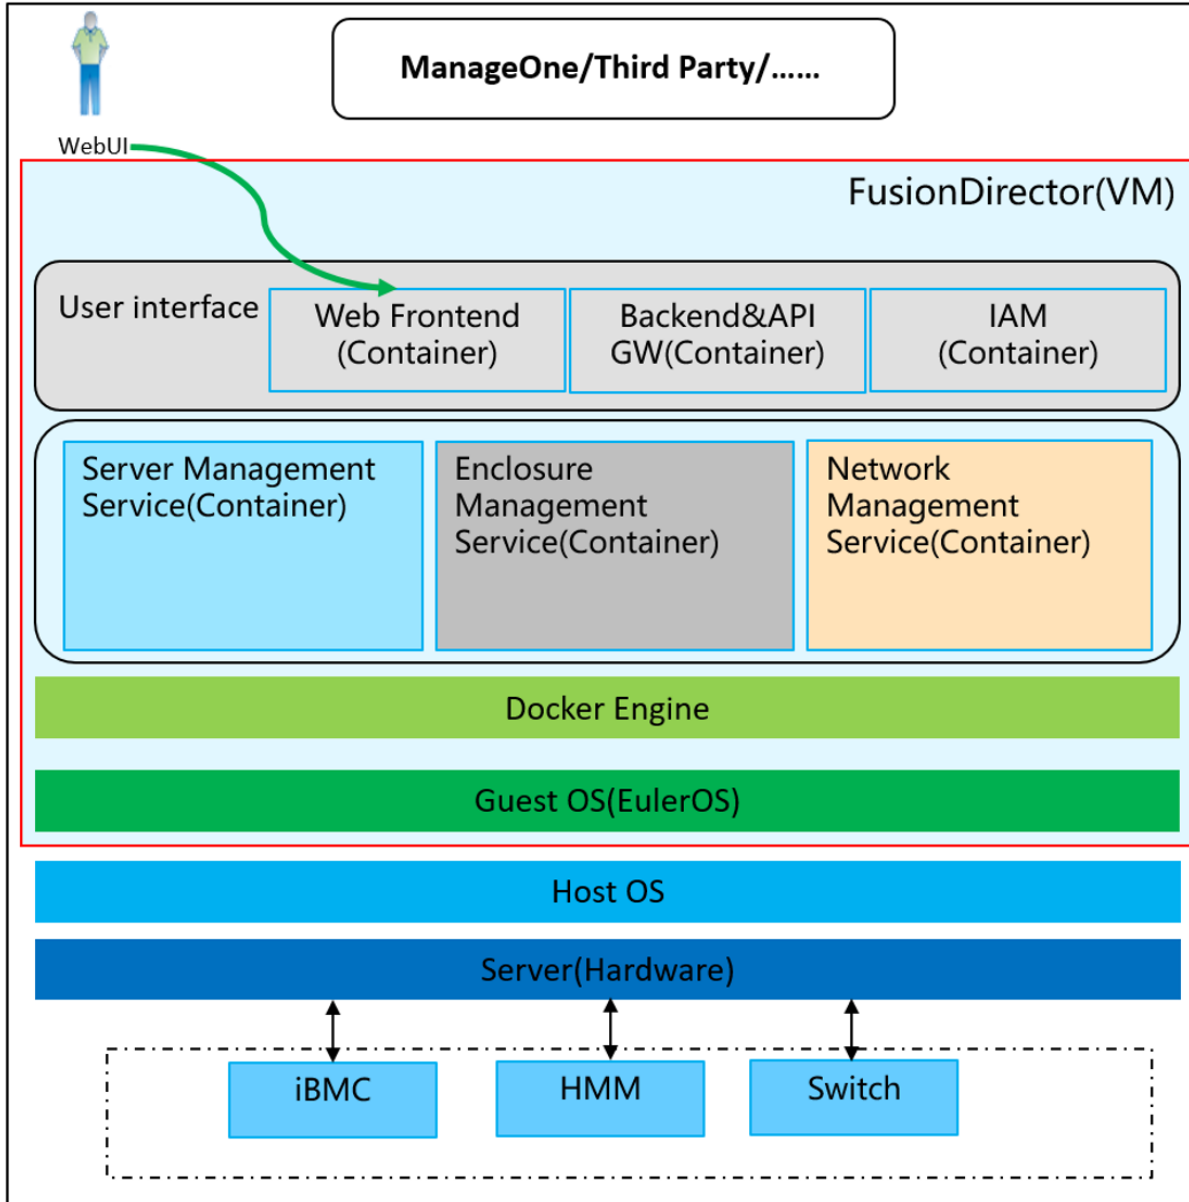 ManageOne/Third Party/......
WebUI
FusionDirector(VM)
User interface
Web Frontend
(Container)
Backend&API
GW(Container)
IAM
(Container)
Server Management
Service(Container)
Enclosure
Management
Service(Container)
Network
Management
Service(Container)
Docker Engine
Guest OS(EulerOS)
Host OS
Server(Hardware)
iBMC
HMM
Switch